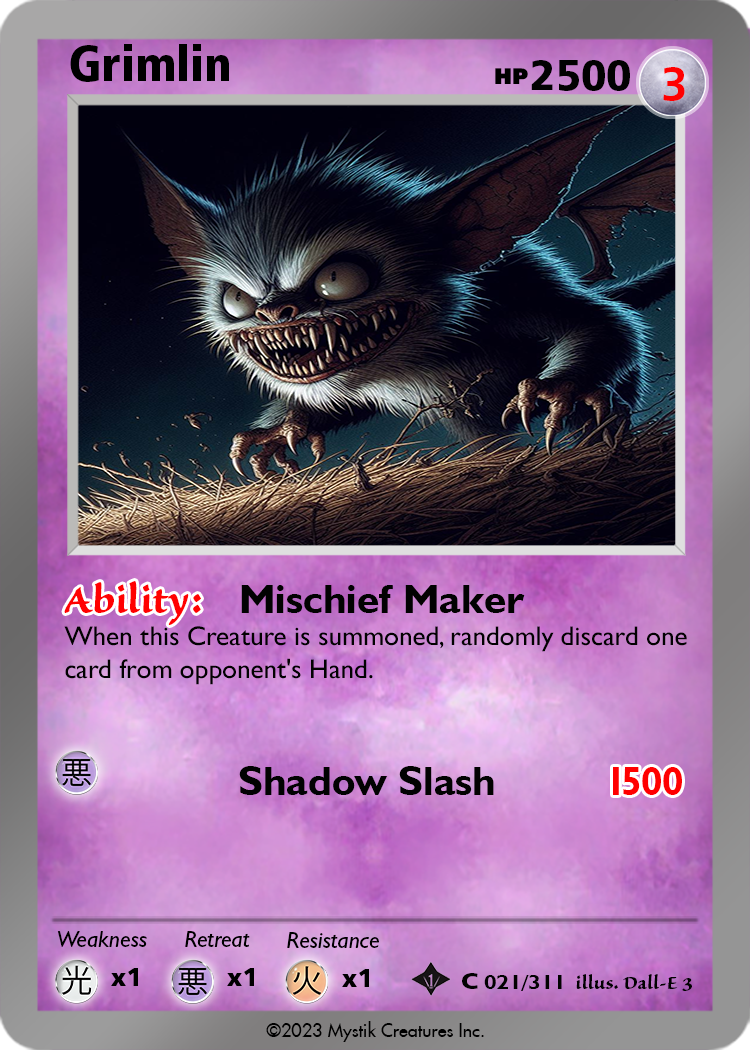 Grimlin HP2500 3
Ability: Mischief Maker
When this Creature is summoned, randomly discard one
card from opponent's Hand.
悪 Shadow Slash 1500
Weakness Retreat Resistance
光 x1 悪 x1 火 x1 1 C 021/311 illus. Dall-E 3
©2023 Mystik Creatures Inc.